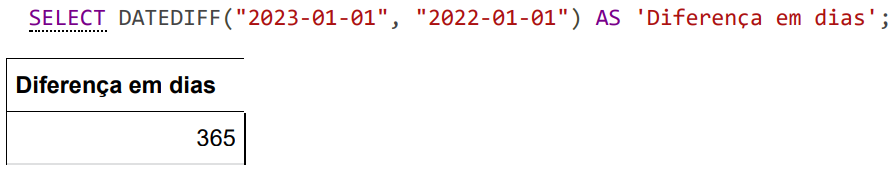 SELECT DATEDIFF("2023-01-01", "2022-01-01") AS 'Diferença em dias';
Diferença em dias
365